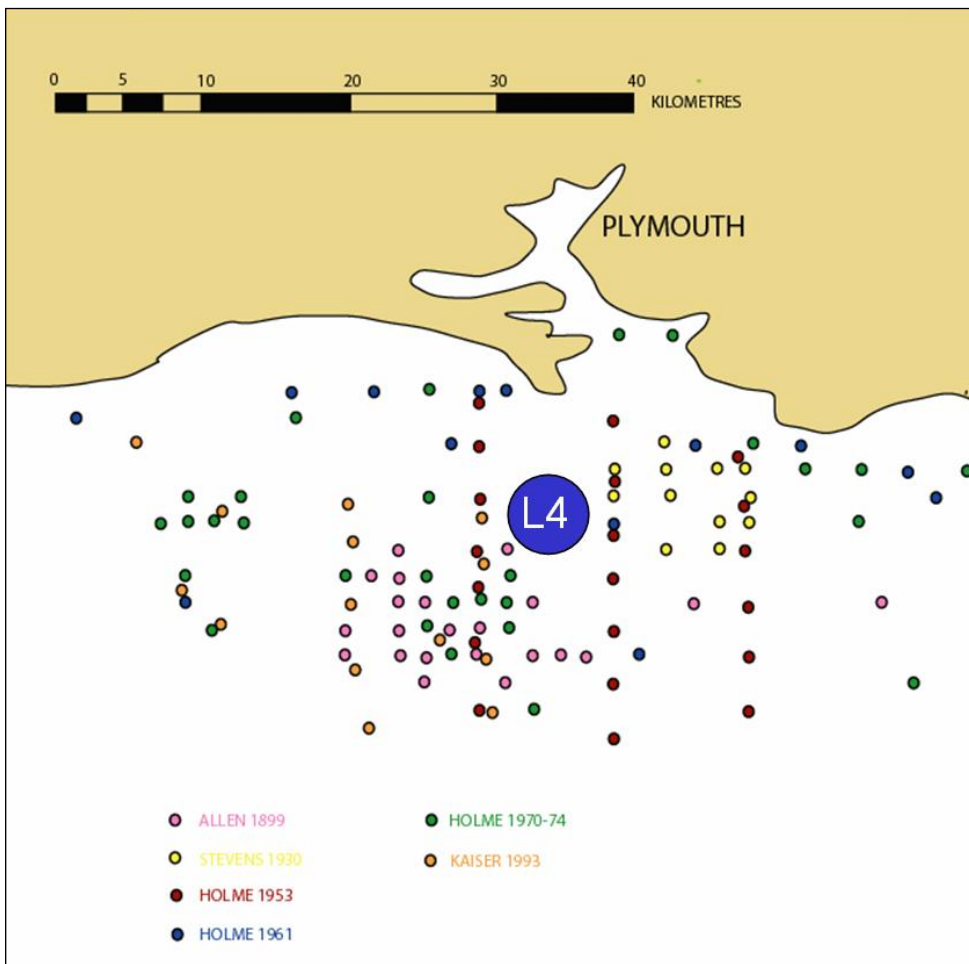 0 5 10 20 30 40
KILOMETRES
PLYMOUTH
L4
ALLEN 1899
STEVENS 1930
HOLME 1953
HOLME 1961
HOLME 1970-74
KAISER 1993